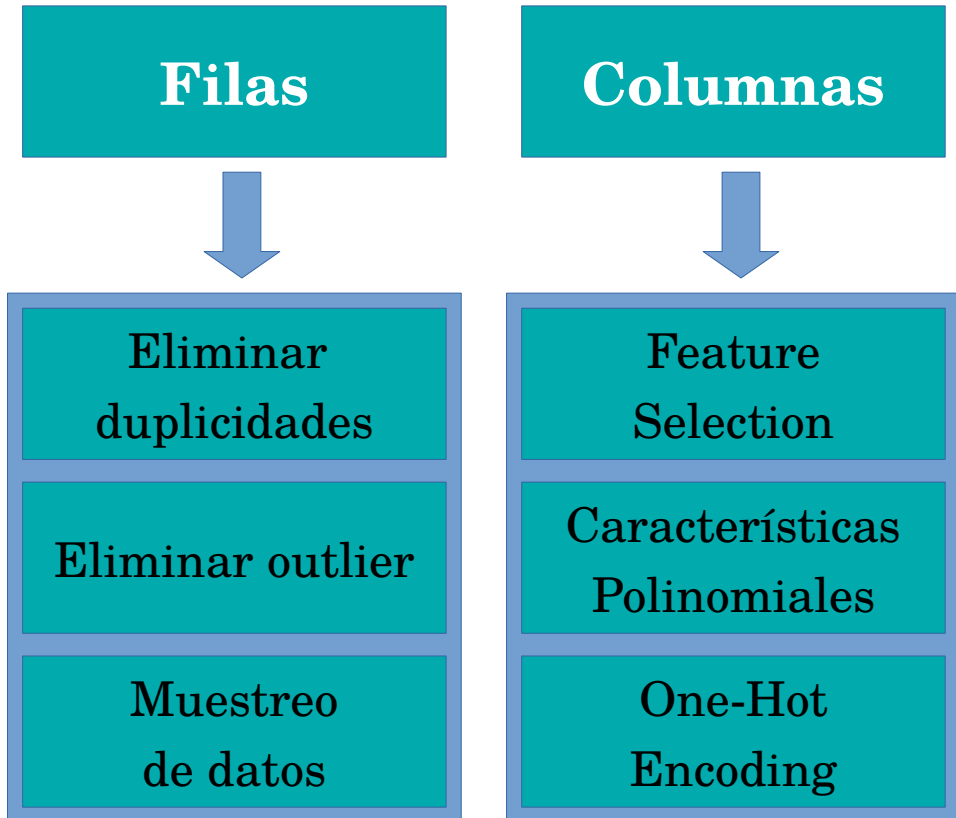 Filas
Eliminar
duplicidades
Eliminar outlier
Muestreo
de datos
Columnas
Feature
Selection
Características
Polinomiales
One-Hot
Encoding